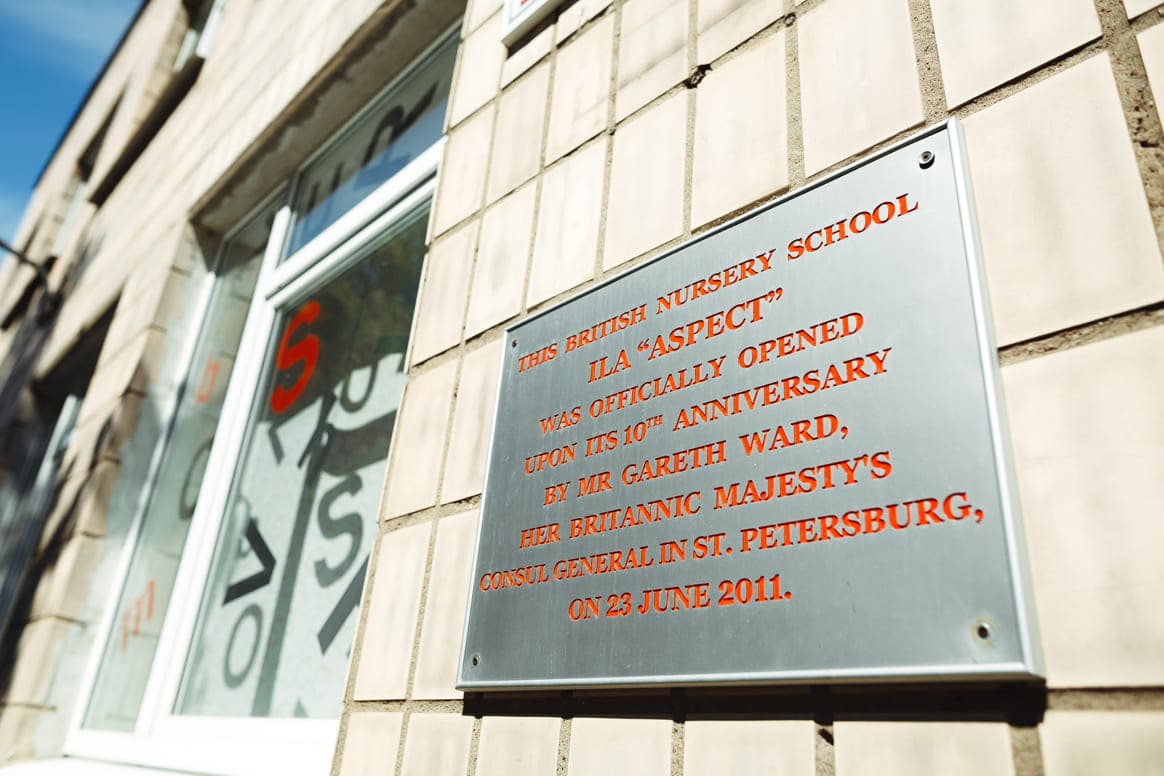 THIS BRITISH NURSERY SCHOOL
ILA “ASPECT”
WAS OFFICIALLY OPENED
UPON ITS 10TH ANNIVERSARY
BY MR GARETH WARD,
HER BRITANNIC MAJESTY'S
CONSUL GENERAL IN ST. PETERSBURG,
ON 23 JUNE 2011.